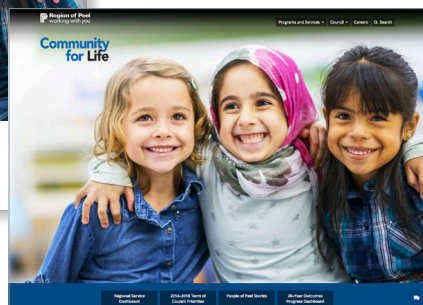 Region of Peel
working with you
Programs and Services
Council
Careers
Search
Community
for Life
Regional Service
Dashboard
2014-2018 Term of
Council Priorities
People of Peel Stories
20-Year Outcomes
Progress Dashboard